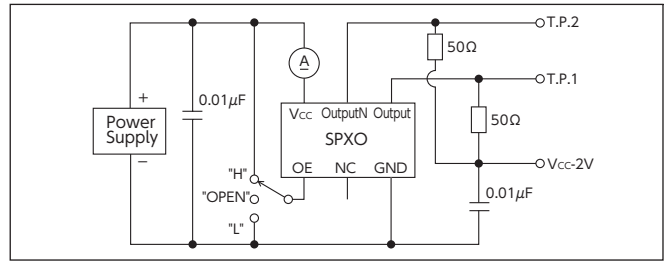 T.P.2
50Ω
A
T.P.1
0.01μF
+
Vcc OutputN Output
50Ω
Power
Supply
SPXO
−
OE NC GND
Vcc-2V
"H"
"OPEN"
0.01μF
"L"